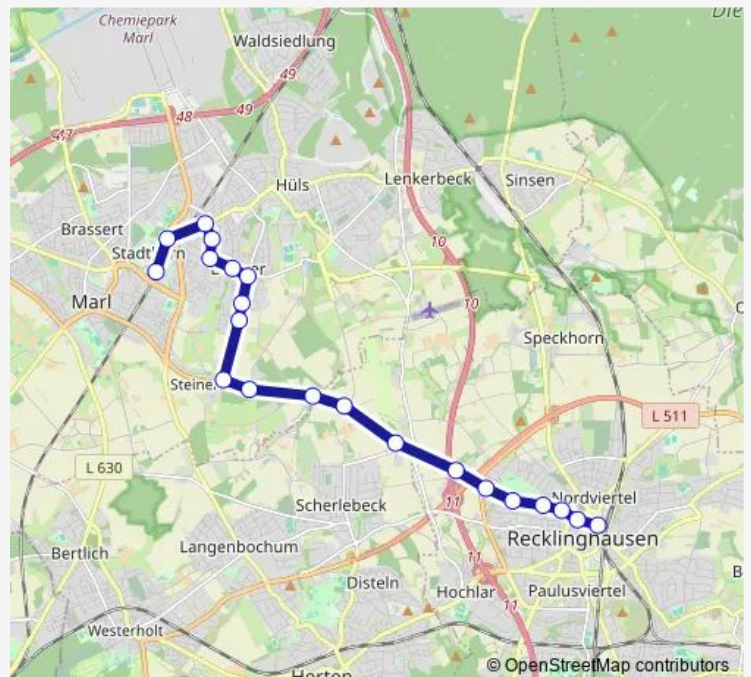 Die
Chemiepark
Marl
Waldsiedlung
49
49
48
47
Hüls
Lenkerbeck
Sinsen
Brassert
10
Marl
10
Speckhorn
L 511
L 630
11
Nordviertel
Scherlebeck
Recklinghausen
Bertlich
Langenbochum
11
Disteln
Hochlar
Paulusviertel
11
Westerholt
© OpenStreetMap contributors